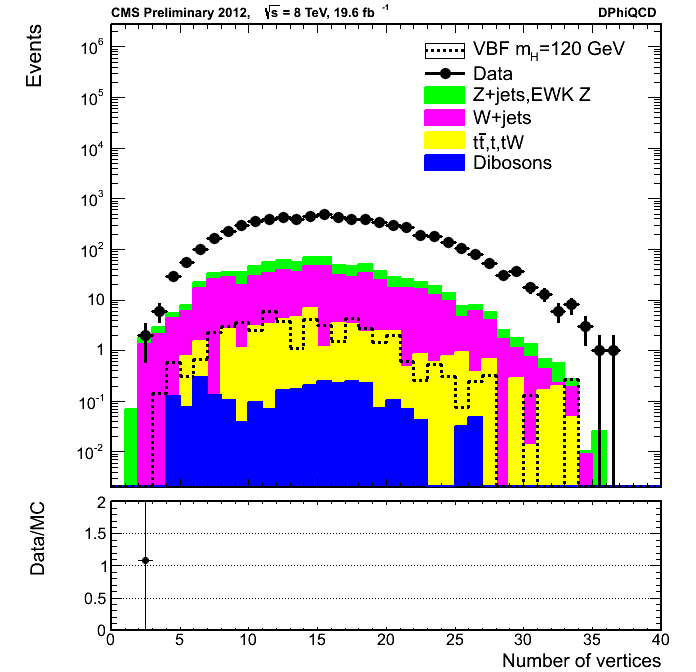 CMS Preliminary 2012, √s = 8 TeV, 19.6 fb⁻¹ DPhiQCD
Events
10⁶
10⁵
10⁴
10³
10²
10
1
10⁻¹
10⁻²
VBF m_H=120 GeV
Data
Z+jets,EWK Z
W+jets
tt̄,t,tW
Dibosons
Data/MC
2
1.5
1
0.5
0
0 5 10 15 20 25 30 35 40
Number of vertices